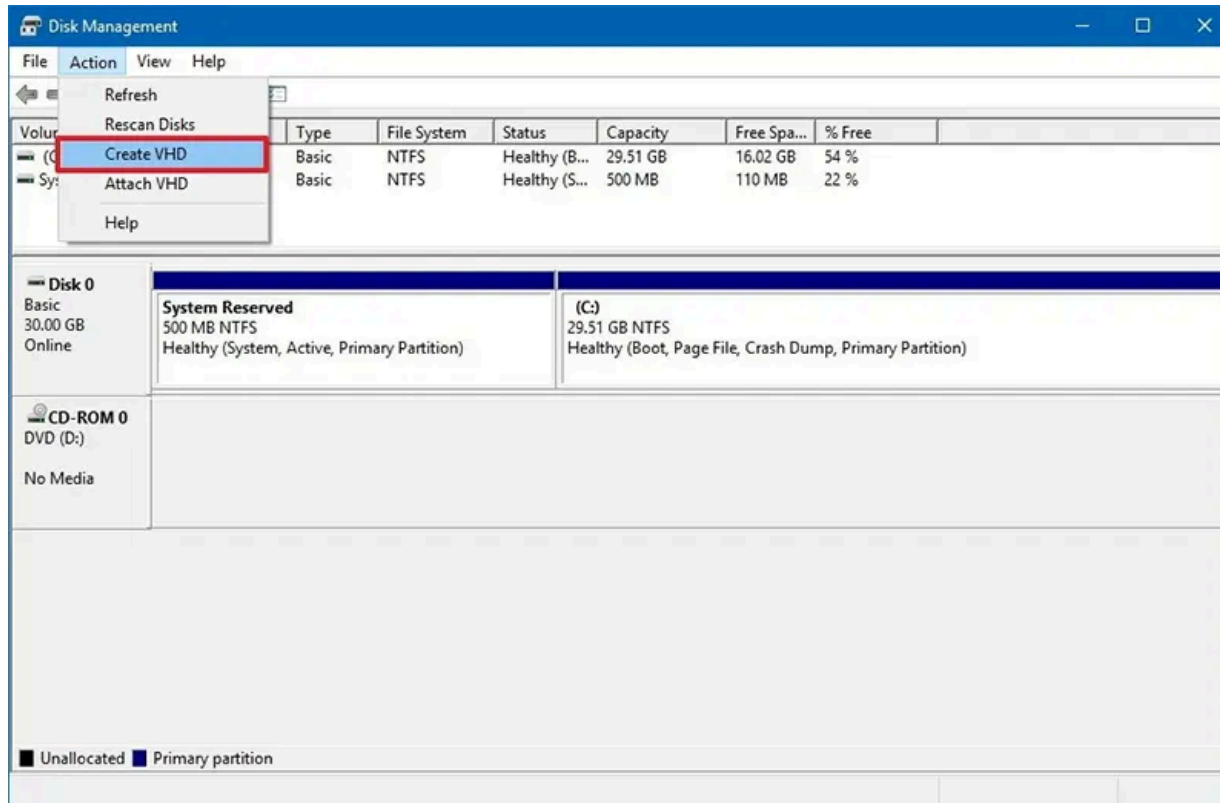 Disk Management
File Action View Help
Refresh
Rescan Disks
Create VHD
Attach VHD
Help
Type File System Status Capacity Free Spa... % Free
Basic NTFS Healthy (B... 29.51 GB 16.02 GB 54 %
Basic NTFS Healthy (S... 500 MB 110 MB 22 %
Disk 0
Basic
30.00 GB
Online
System Reserved
500 MB NTFS
Healthy (System, Active, Primary Partition)
(C:)
29.51 GB NTFS
Healthy (Boot, Page File, Crash Dump, Primary Partition)
CD-ROM 0
DVD (D:)
No Media
Unallocated Primary partition